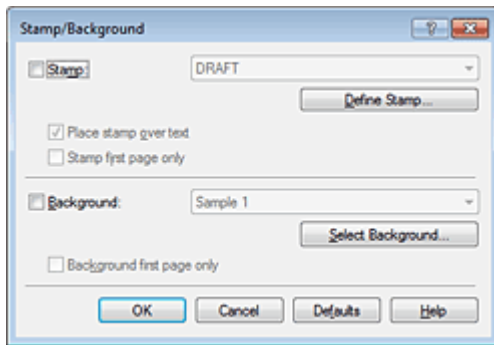 Stamp/Background
Stamp: DRAFT
Define Stamp...
Place stamp over text
Stamp first page only
Background: Sample 1
Select Background...
Background first page only
OK Cancel Defaults Help